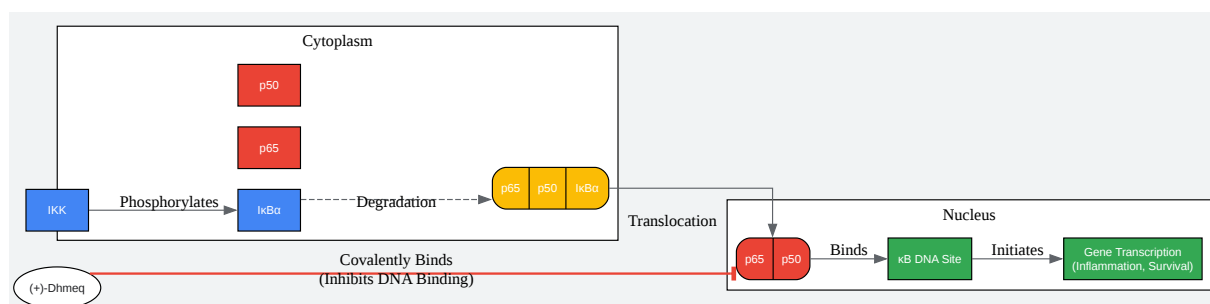 Cytoplasm
p50
p65
IKK
Phosphorylates
IκBα
Degradation
p65
p50
IκBα
Translocation
Nucleus
p65
p50
Binds
κB DNA Site
Initiates
Gene Transcription
(Inflammation, Survival)
(+)-Dhmeq
Covalently Binds
(Inhibits DNA Binding)